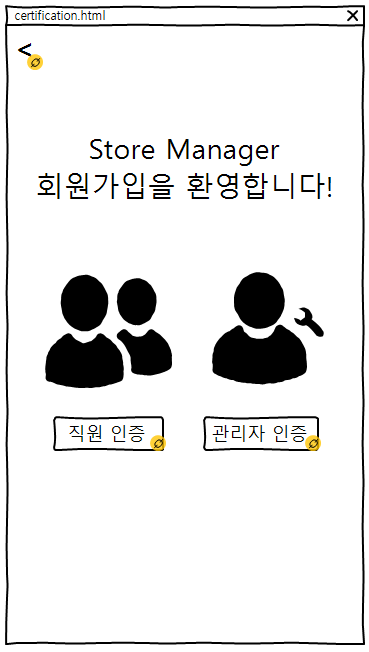 certification.html
<
Store Manager
회원가입을 환영합니다!
직원 인증
관리자 인증